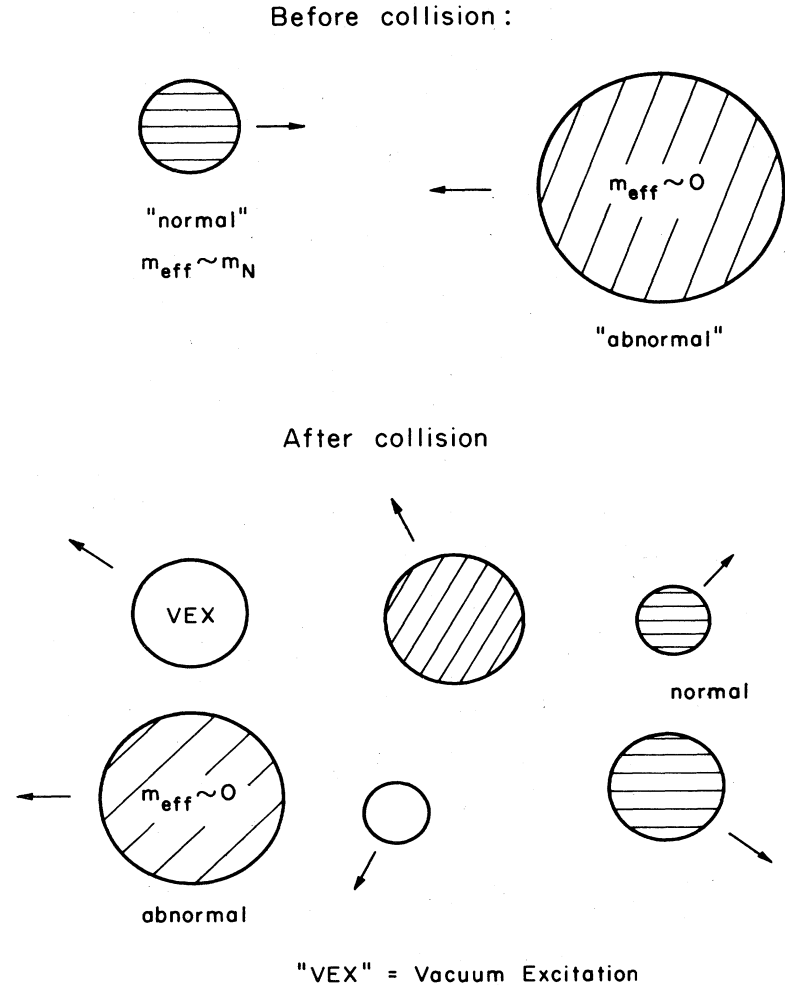 Before collision:
"normal"
m_eff ~ m_N
m_eff ~ 0
"abnormal"
After collision
VEX
normal
m_eff ~ 0
abnormal
"VEX" = Vacuum Excitation